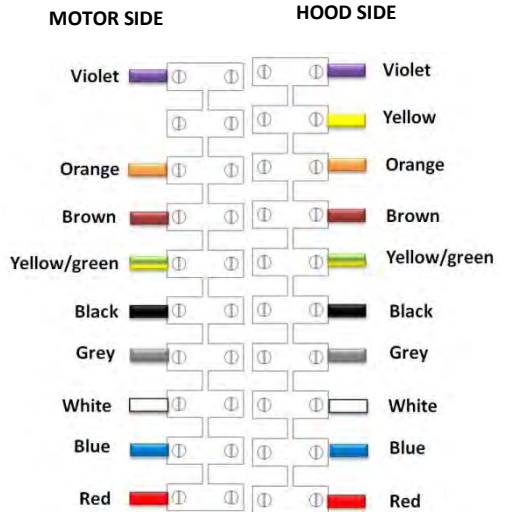 MOTOR SIDE HOOD SIDE
Violet Violet
Yellow
Orange Orange
Brown Brown
Yellow/green Yellow/green
Black Black
Grey Grey
White White
Blue Blue
Red Red